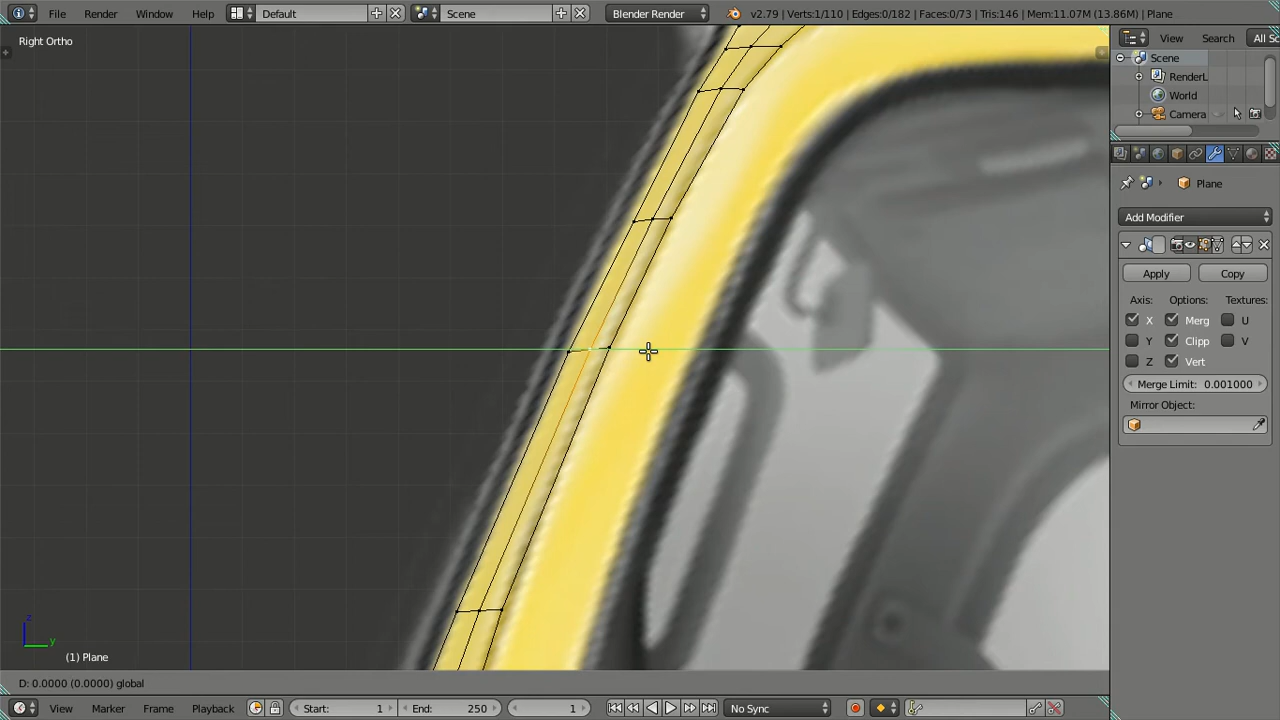 File Render Window Help Default Scene Blender Render v2.79 | Verts:1/110 | Edges:0/182 | Faces:0/73 | Tris:146 | Mem:11.07M (13.86M) | Plane
Right Ortho
View Search All Sc
Scene
RenderL
World
Camera
Plane
Add Modifier
Apply Copy
Axis: Options: Textures:
X Merg U
Y Clipp V
Z Vert
Merge Limit: 0.001000
Mirror Object:
z
y
(1) Plane
D: 0.0000 (0.0000) global
View Marker Frame Playback Start: 1 End: 250 1 No Sync